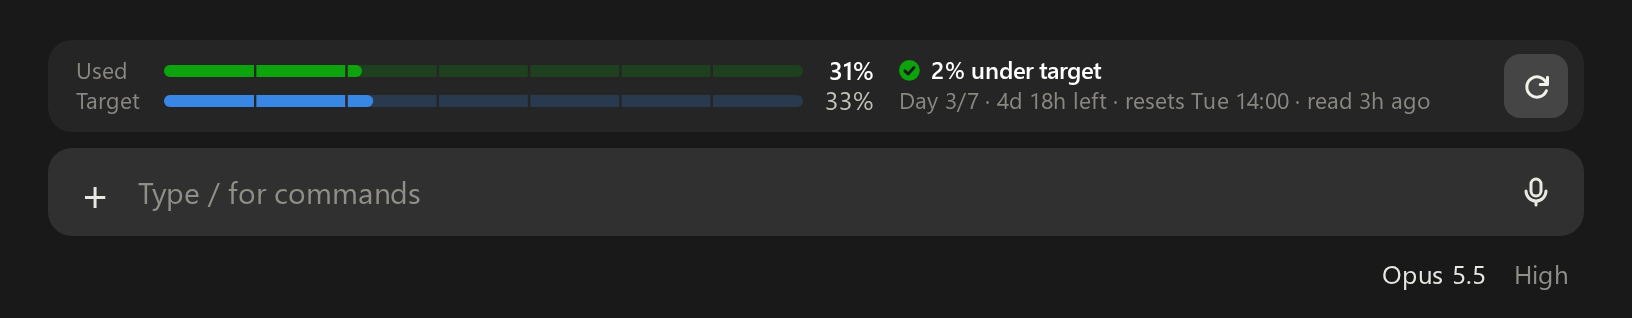 Used 31% 2% under target
Target 33% Day 3/7 · 4d 18h left · resets Tue 14:00 · read 3h ago
Type / for commands
Opus 5.5 High